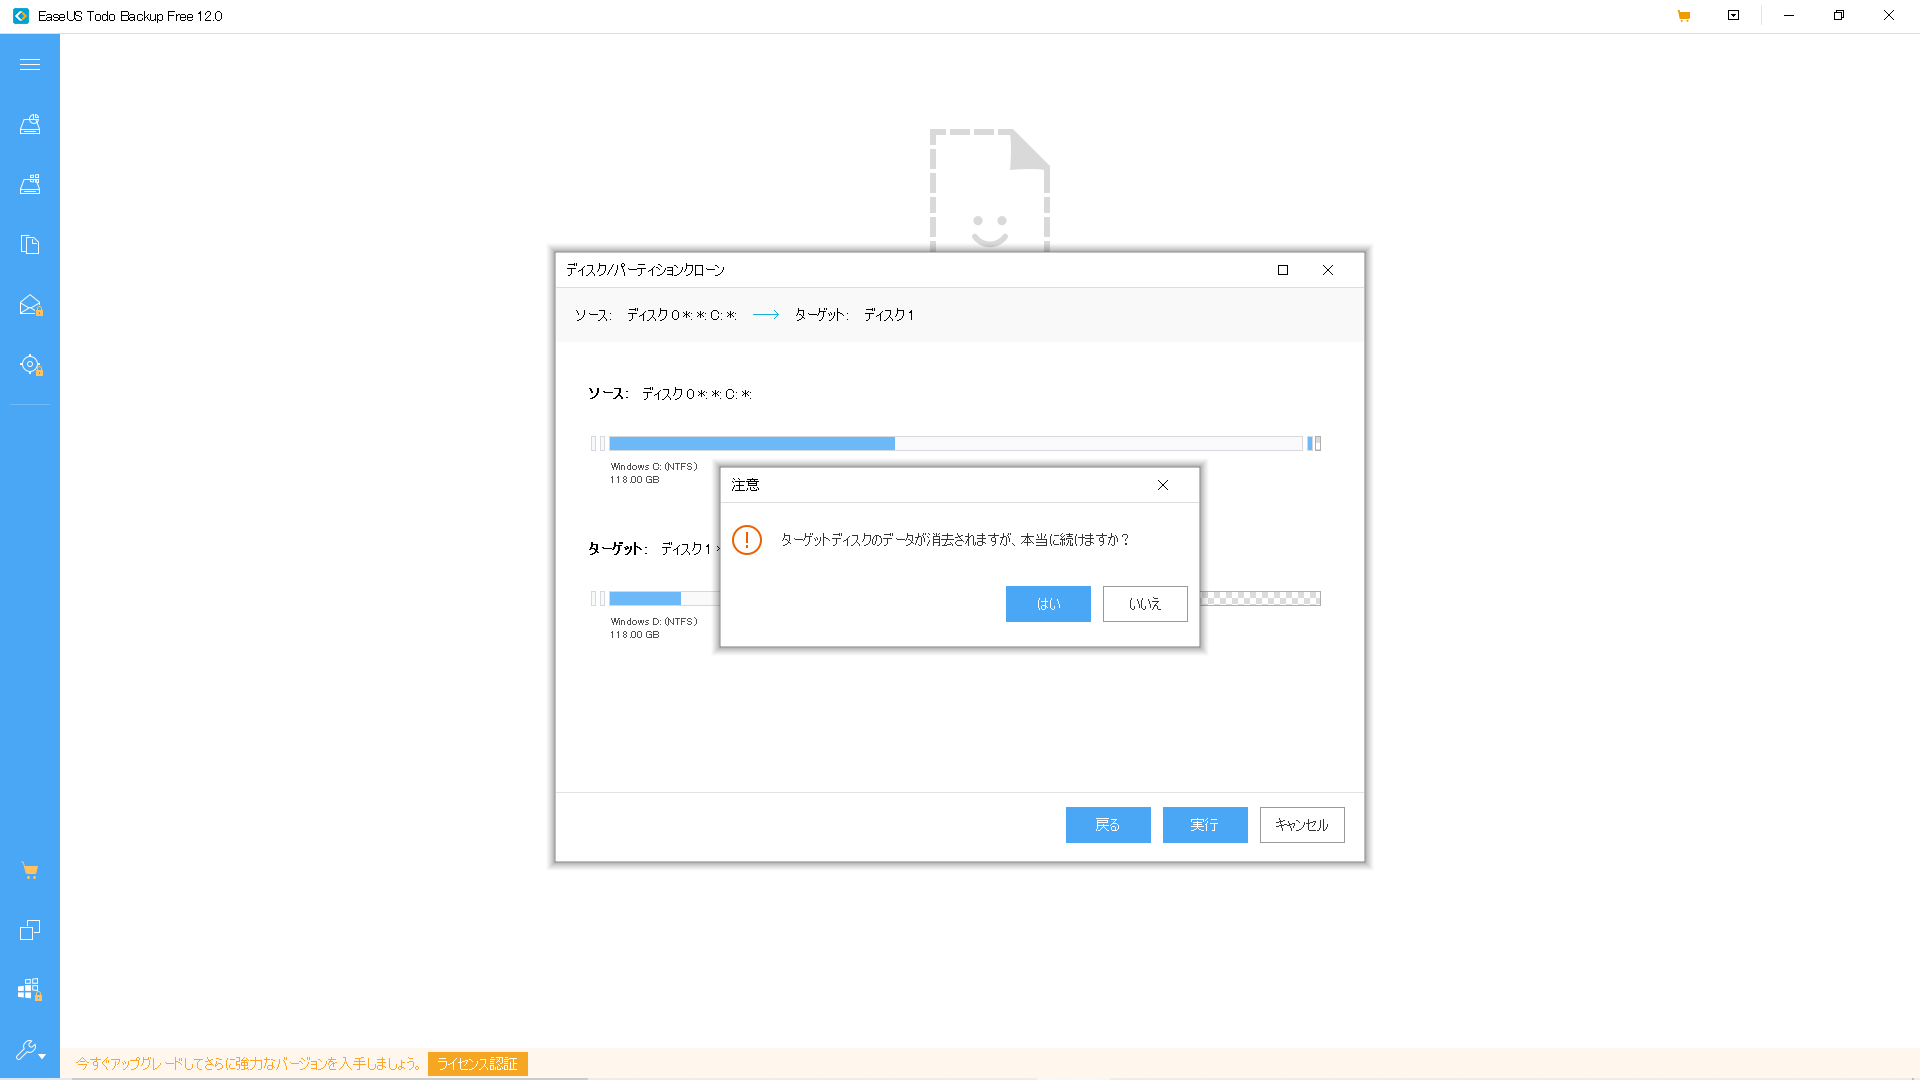 EaseUS Todo Backup Free 12.0
ディスク/パーティションクローン
ソース: ディスク 0 *: *: C: *: ターゲット: ディスク 1
ソース: ディスク 0 *: *: C: *:
Windows C: (NTFS)
118.00 GB
注意
ターゲットディスクのデータが消去されますが、本当に続けますか？
はい
いいえ
ターゲット: ディスク 1
Windows D: (NTFS)
118.00 GB
戻る
実行
キャンセル
今すぐアップグレードしてさらに強力なバージョンを入手しましょう。
ライセンス認証